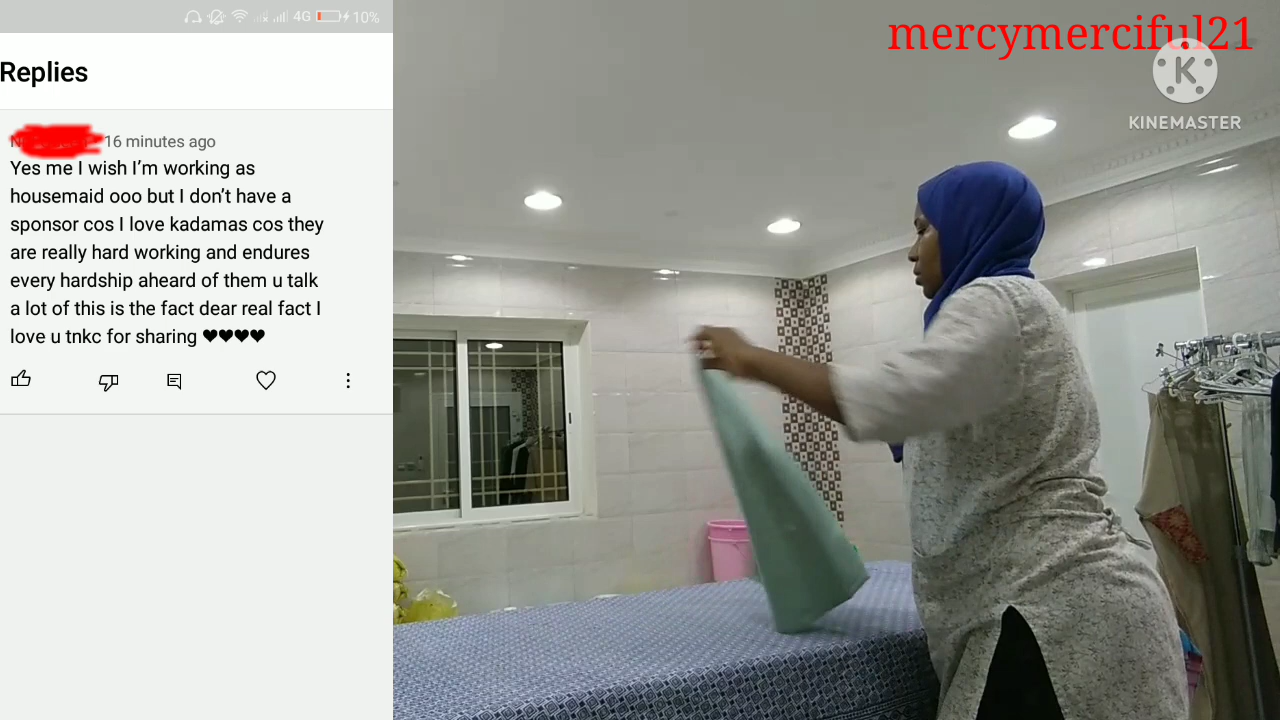 4G 10%
Replies
16 minutes ago
Yes me I wish I'm working as
housemaid ooo but I don't have a
sponsor cos I love kadamas cos they
are really hard working and endures
every hardship aheard of them u talk
a lot of this is the fact dear real fact I
love u tnkc for sharing ♥♥♥♥
mercymerciful21
K
KINEMASTER